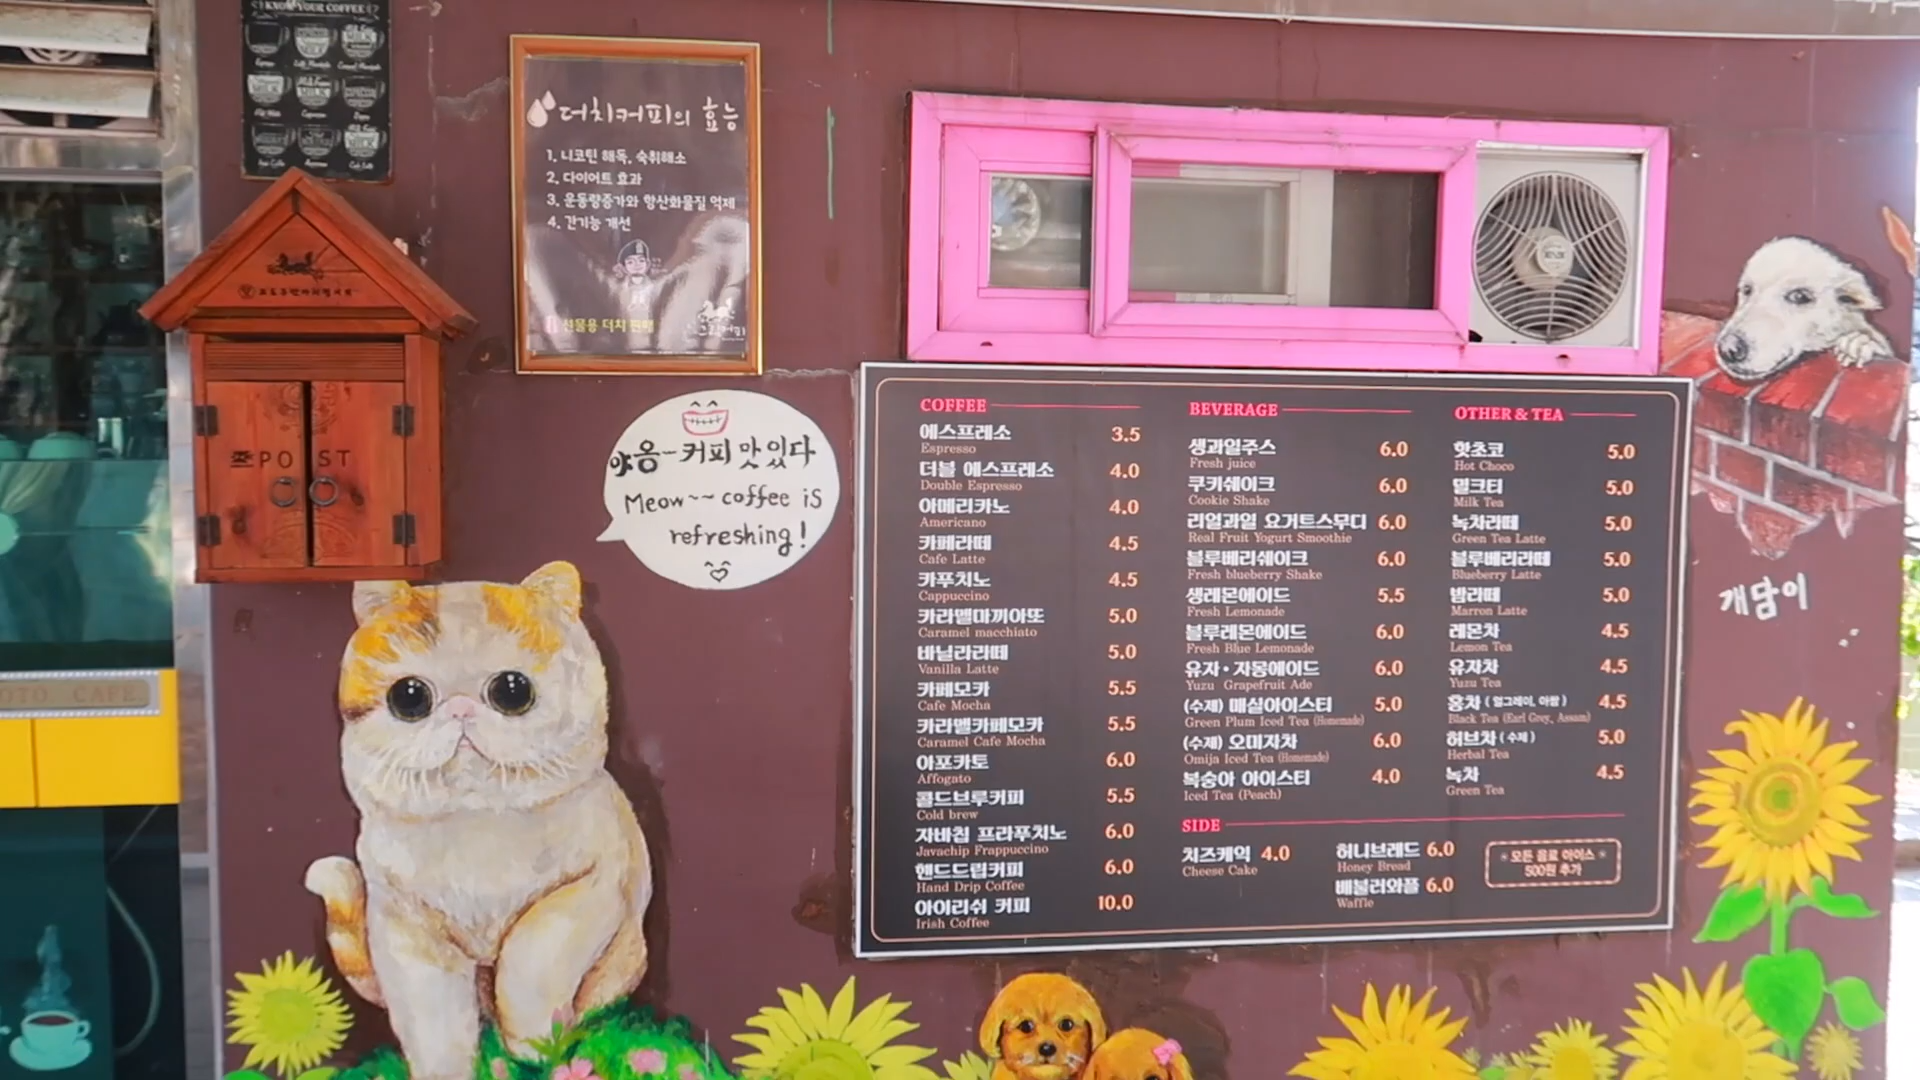 KNOW YOUR COFFEE?
더치커피의 효능
1. 니코틴 해독, 숙취해소
2. 다이어트 효과
3. 운동량증가와 항산화물질 억제
4. 간기능 개선
선물용 더치 판매
POST
야옹~커피 맛있다
Meow~~coffee is
refreshing!
OTO CAFE
COFFEE
에스프레소 3.5
Espresso
더블 에스프레소 4.0
Double Espresso
아메리카노 4.0
Americano
카페라떼 4.5
Cafe Latte
카푸치노 4.5
Cappuccino
카라멜마끼아또 5.0
Caramel macchiato
바닐라라떼 5.0
Vanilla Latte
카페모카 5.5
Cafe Mocha
카라멜카페모카 5.5
Caramel Cafe Mocha
아포카토 6.0
Affogato
콜드브루커피 5.5
Cold brew
자바칩 프라푸치노 6.0
Javachip Frappuccino
핸드드립커피 6.0
Hand Drip Coffee
아이리쉬 커피 10.0
Irish Coffee
BEVERAGE
생과일주스 6.0
Fresh juice
쿠키쉐이크 6.0
Cookie Shake
리얼과일 요거트스무디 6.0
Real Fruit Yogurt Smoothie
블루베리쉐이크 6.0
Fresh blueberry Shake
생레몬에이드 5.5
Fresh Lemonade
블루레몬에이드 6.0
Fresh Blue Lemonade
유자·자몽에이드 6.0
Yuzu Grapefruit Ade
(수제) 매실아이스티 5.0
Green Plum Iced Tea (Homemade)
(수제) 오미자차 6.0
Omija Iced Tea (Homemade)
복숭아 아이스티 4.0
Iced Tea (Peach)
OTHER & TEA
핫초코 5.0
Hot Choco
밀크티 5.0
Milk Tea
녹차라떼 5.0
Green Tea Latte
블루베리라떼 5.0
Blueberry Latte
밤라떼 5.0
Marron Latte
레몬차 4.5
Lemon Tea
유자차 4.5
Yuzu Tea
홍차 (얼그레이, 아쌈) 4.5
Black Tea (Earl Grey, Assam)
허브차 (수제) 5.0
Herbal Tea
녹차 4.5
Green Tea
SIDE
치즈케익 4.0
Cheese Cake
허니브레드 6.0
Honey Bread
배불러와플 6.0
Waffle
* 모든 음료 아이스 *
500원 추가
개담이